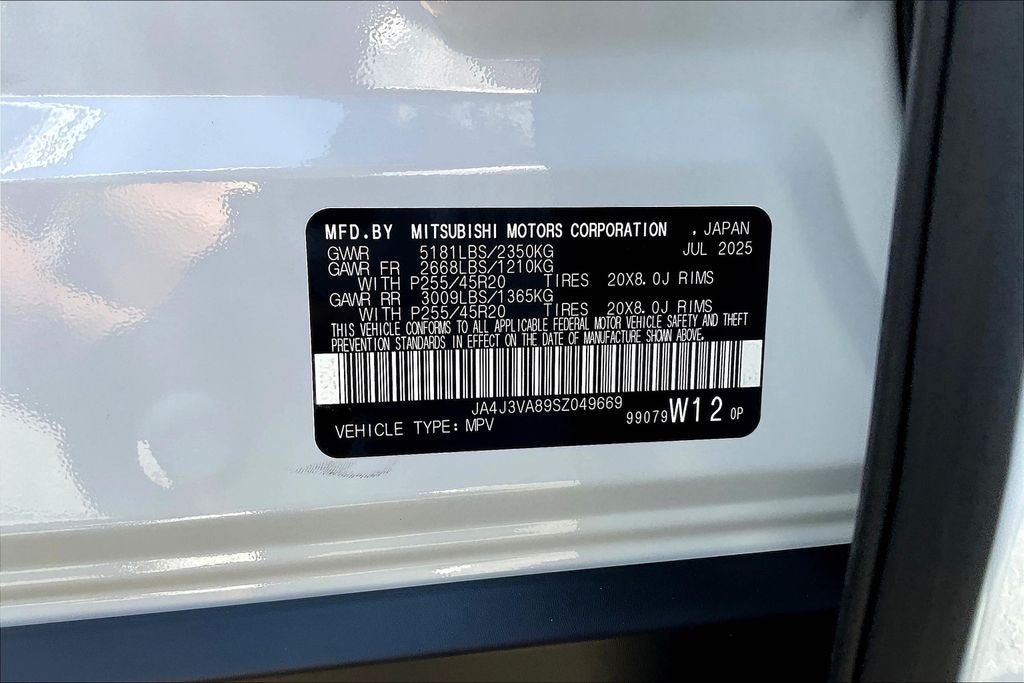 MFD.BY MITSUBISHI MOTORS CORPORATION , JAPAN
GVWR 5181LBS/2350KG JUL 2025
GAWR FR 2668LBS/1210KG
WITH P255/45R20 TIRES 20X8.0J RIMS
GAWR RR 3009LBS/1365KG
WITH P255/45R20 TIRES 20X8.0J RIMS
THIS VEHICLE CONFORMS TO ALL APPLICABLE FEDERAL MOTOR VEHICLE SAFETY AND THEFT
PREVENTION STANDARDS IN EFFECT ON THE DATE OF MANUFACTURE SHOWN ABOVE.
JA4J3VA89SZ049669
VEHICLE TYPE: MPV 99079 W12 0P